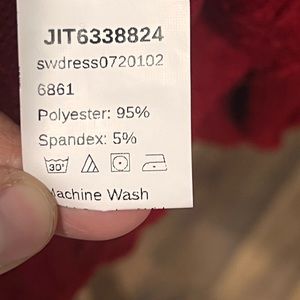 JIT6338824
swdress0720102
6861
Polyester: 95%
Spandex: 5%
30°
Machine Wash